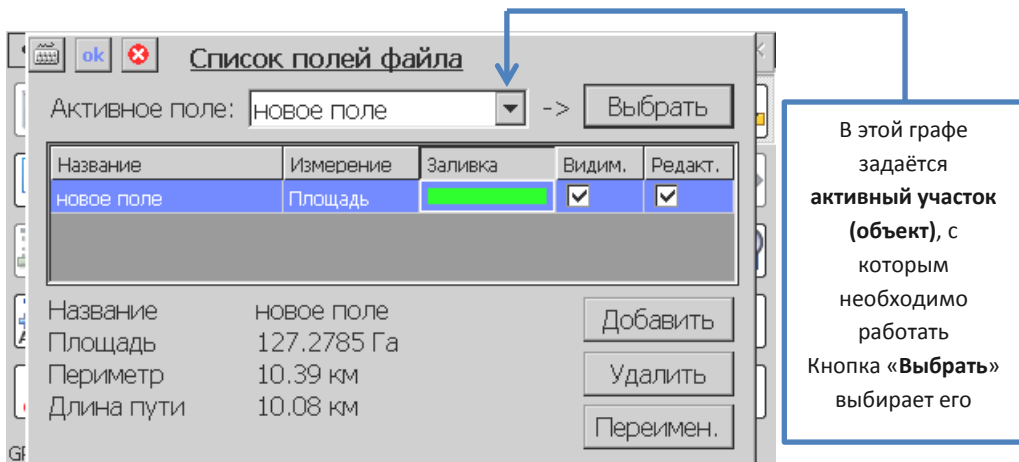 ok
Список полей файла
Активное поле: новое поле -> Выбрать
Название Измерение Заливка Видим. Редакт.
новое поле Площадь
Название новое поле
Площадь 127.2785 Га
Периметр 10.39 км
Длина пути 10.08 км
Добавить
Удалить
Переимен.
В этой графе
задаётся
активный участок
(объект), с
которым
необходимо
работать
Кнопка «Выбрать»
выбирает его